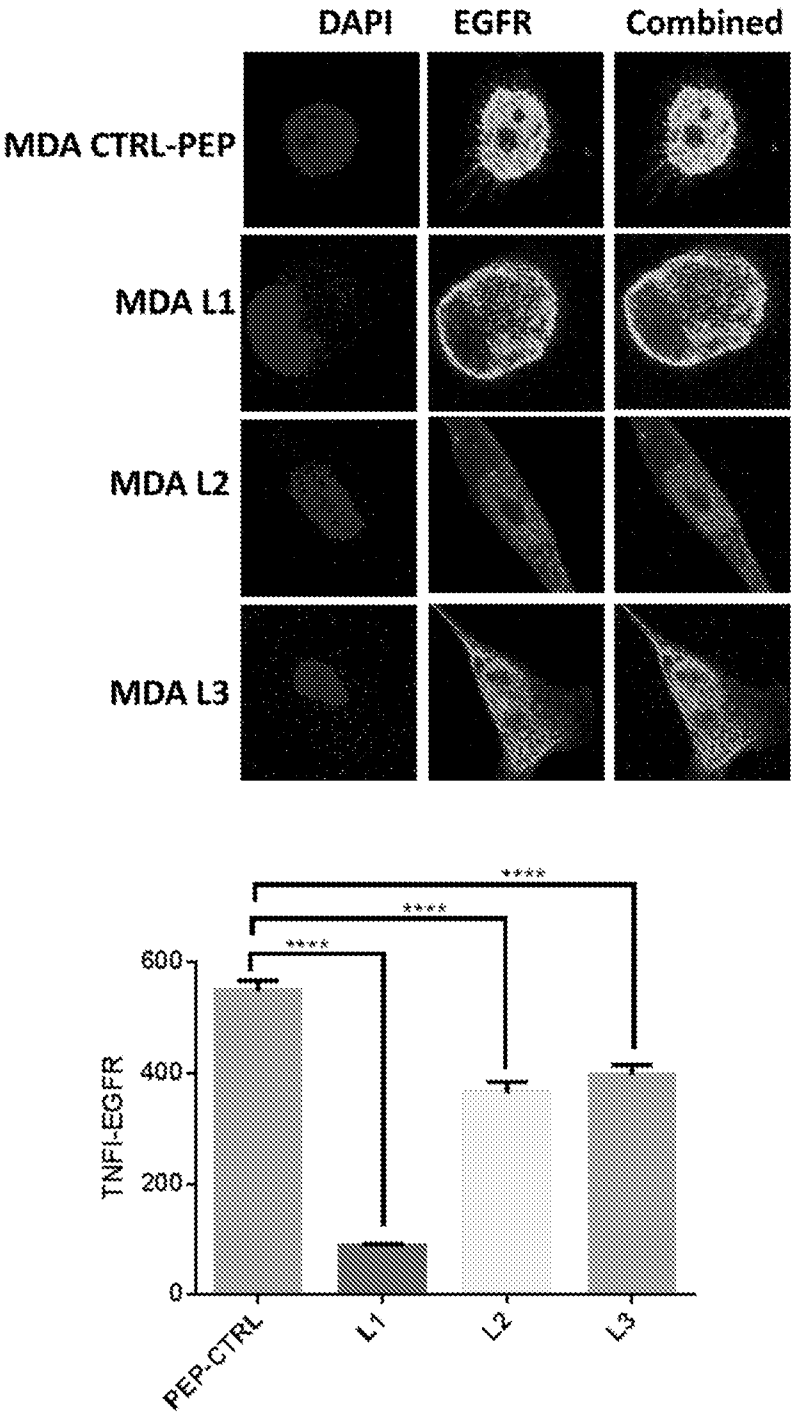 DAPI EGFR Combined
MDA CTRL-PEP
MDA L1
MDA L2
MDA L3
****
****
****
600
400
200
0
TNFI-EGFR
PEP-CTRL L1 L2 L3